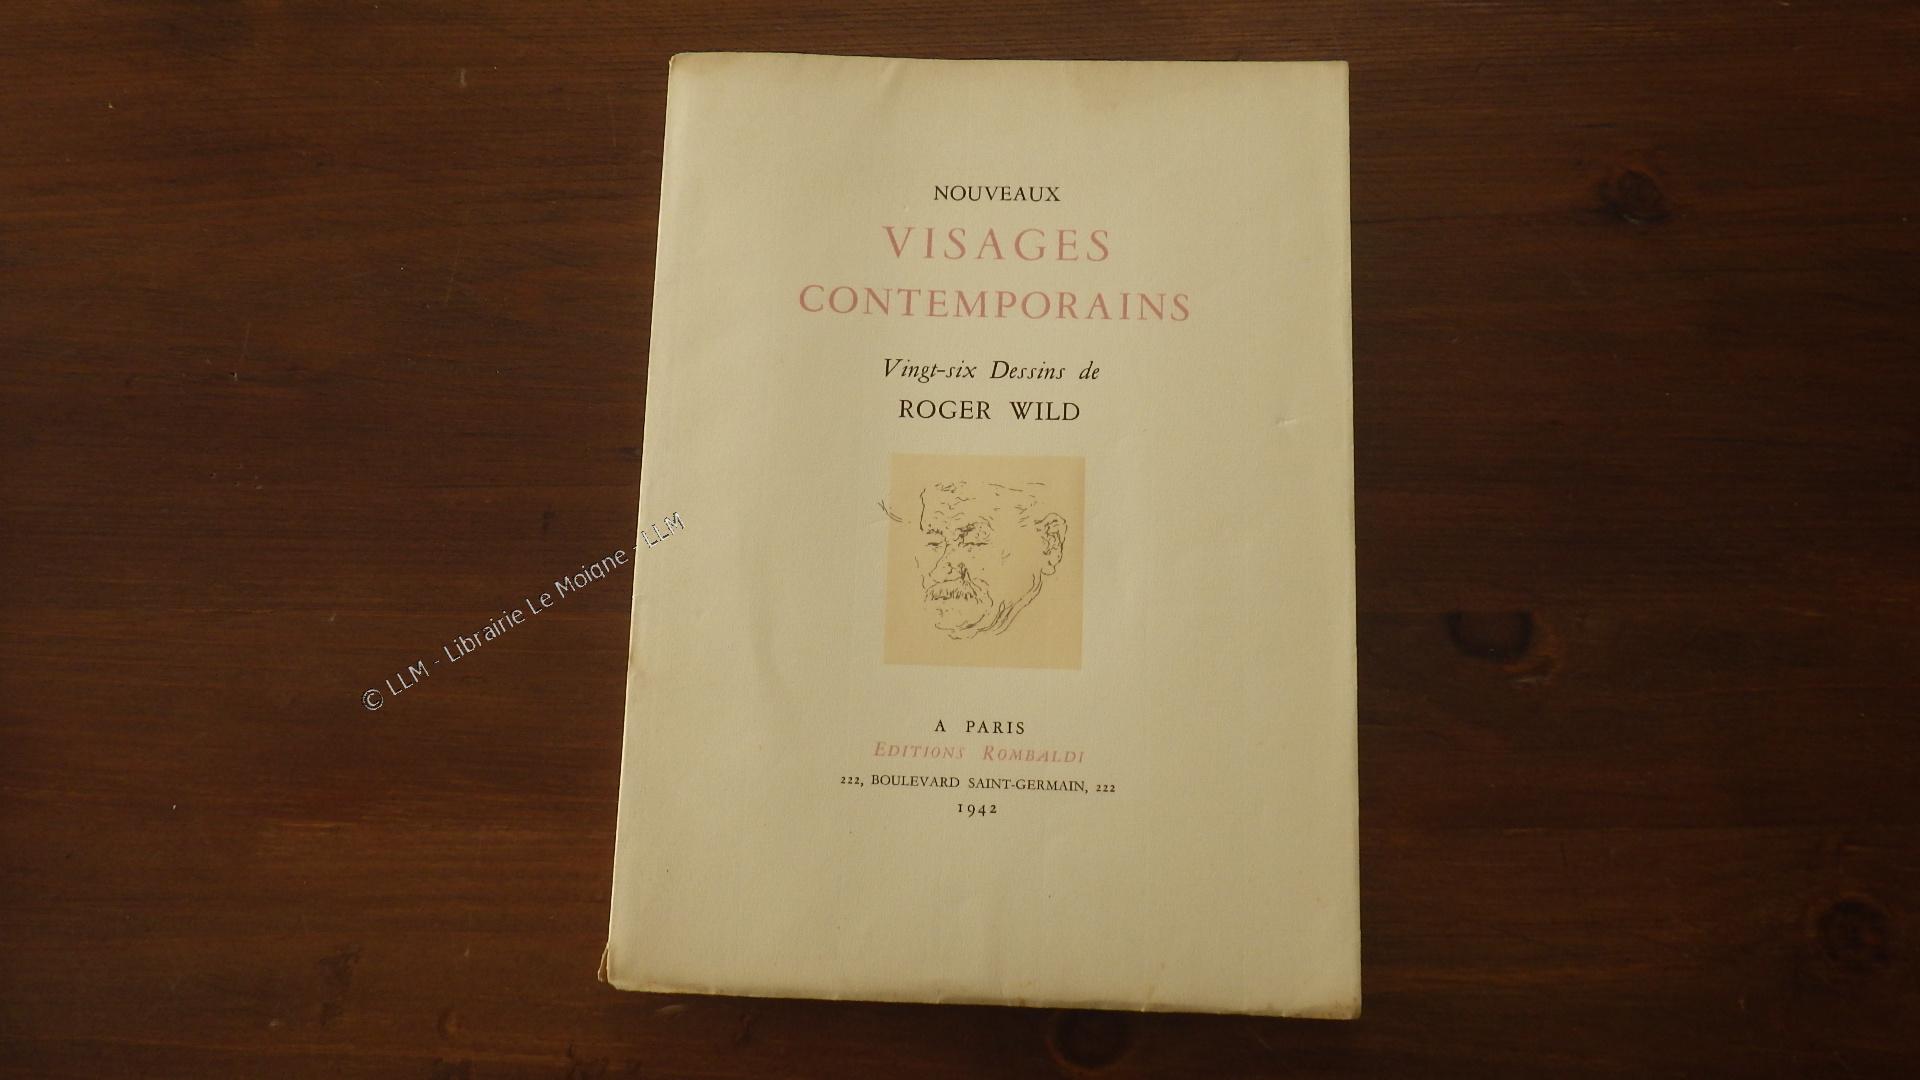 NOUVEAUX
VISAGES
CONTEMPORAINS
Vingt-six Dessins de
ROGER WILD
A PARIS
EDITIONS ROMBALDI
222, BOULEVARD SAINT-GERMAIN, 222
1942
© LLM - Librairie Le Moigne - LLM